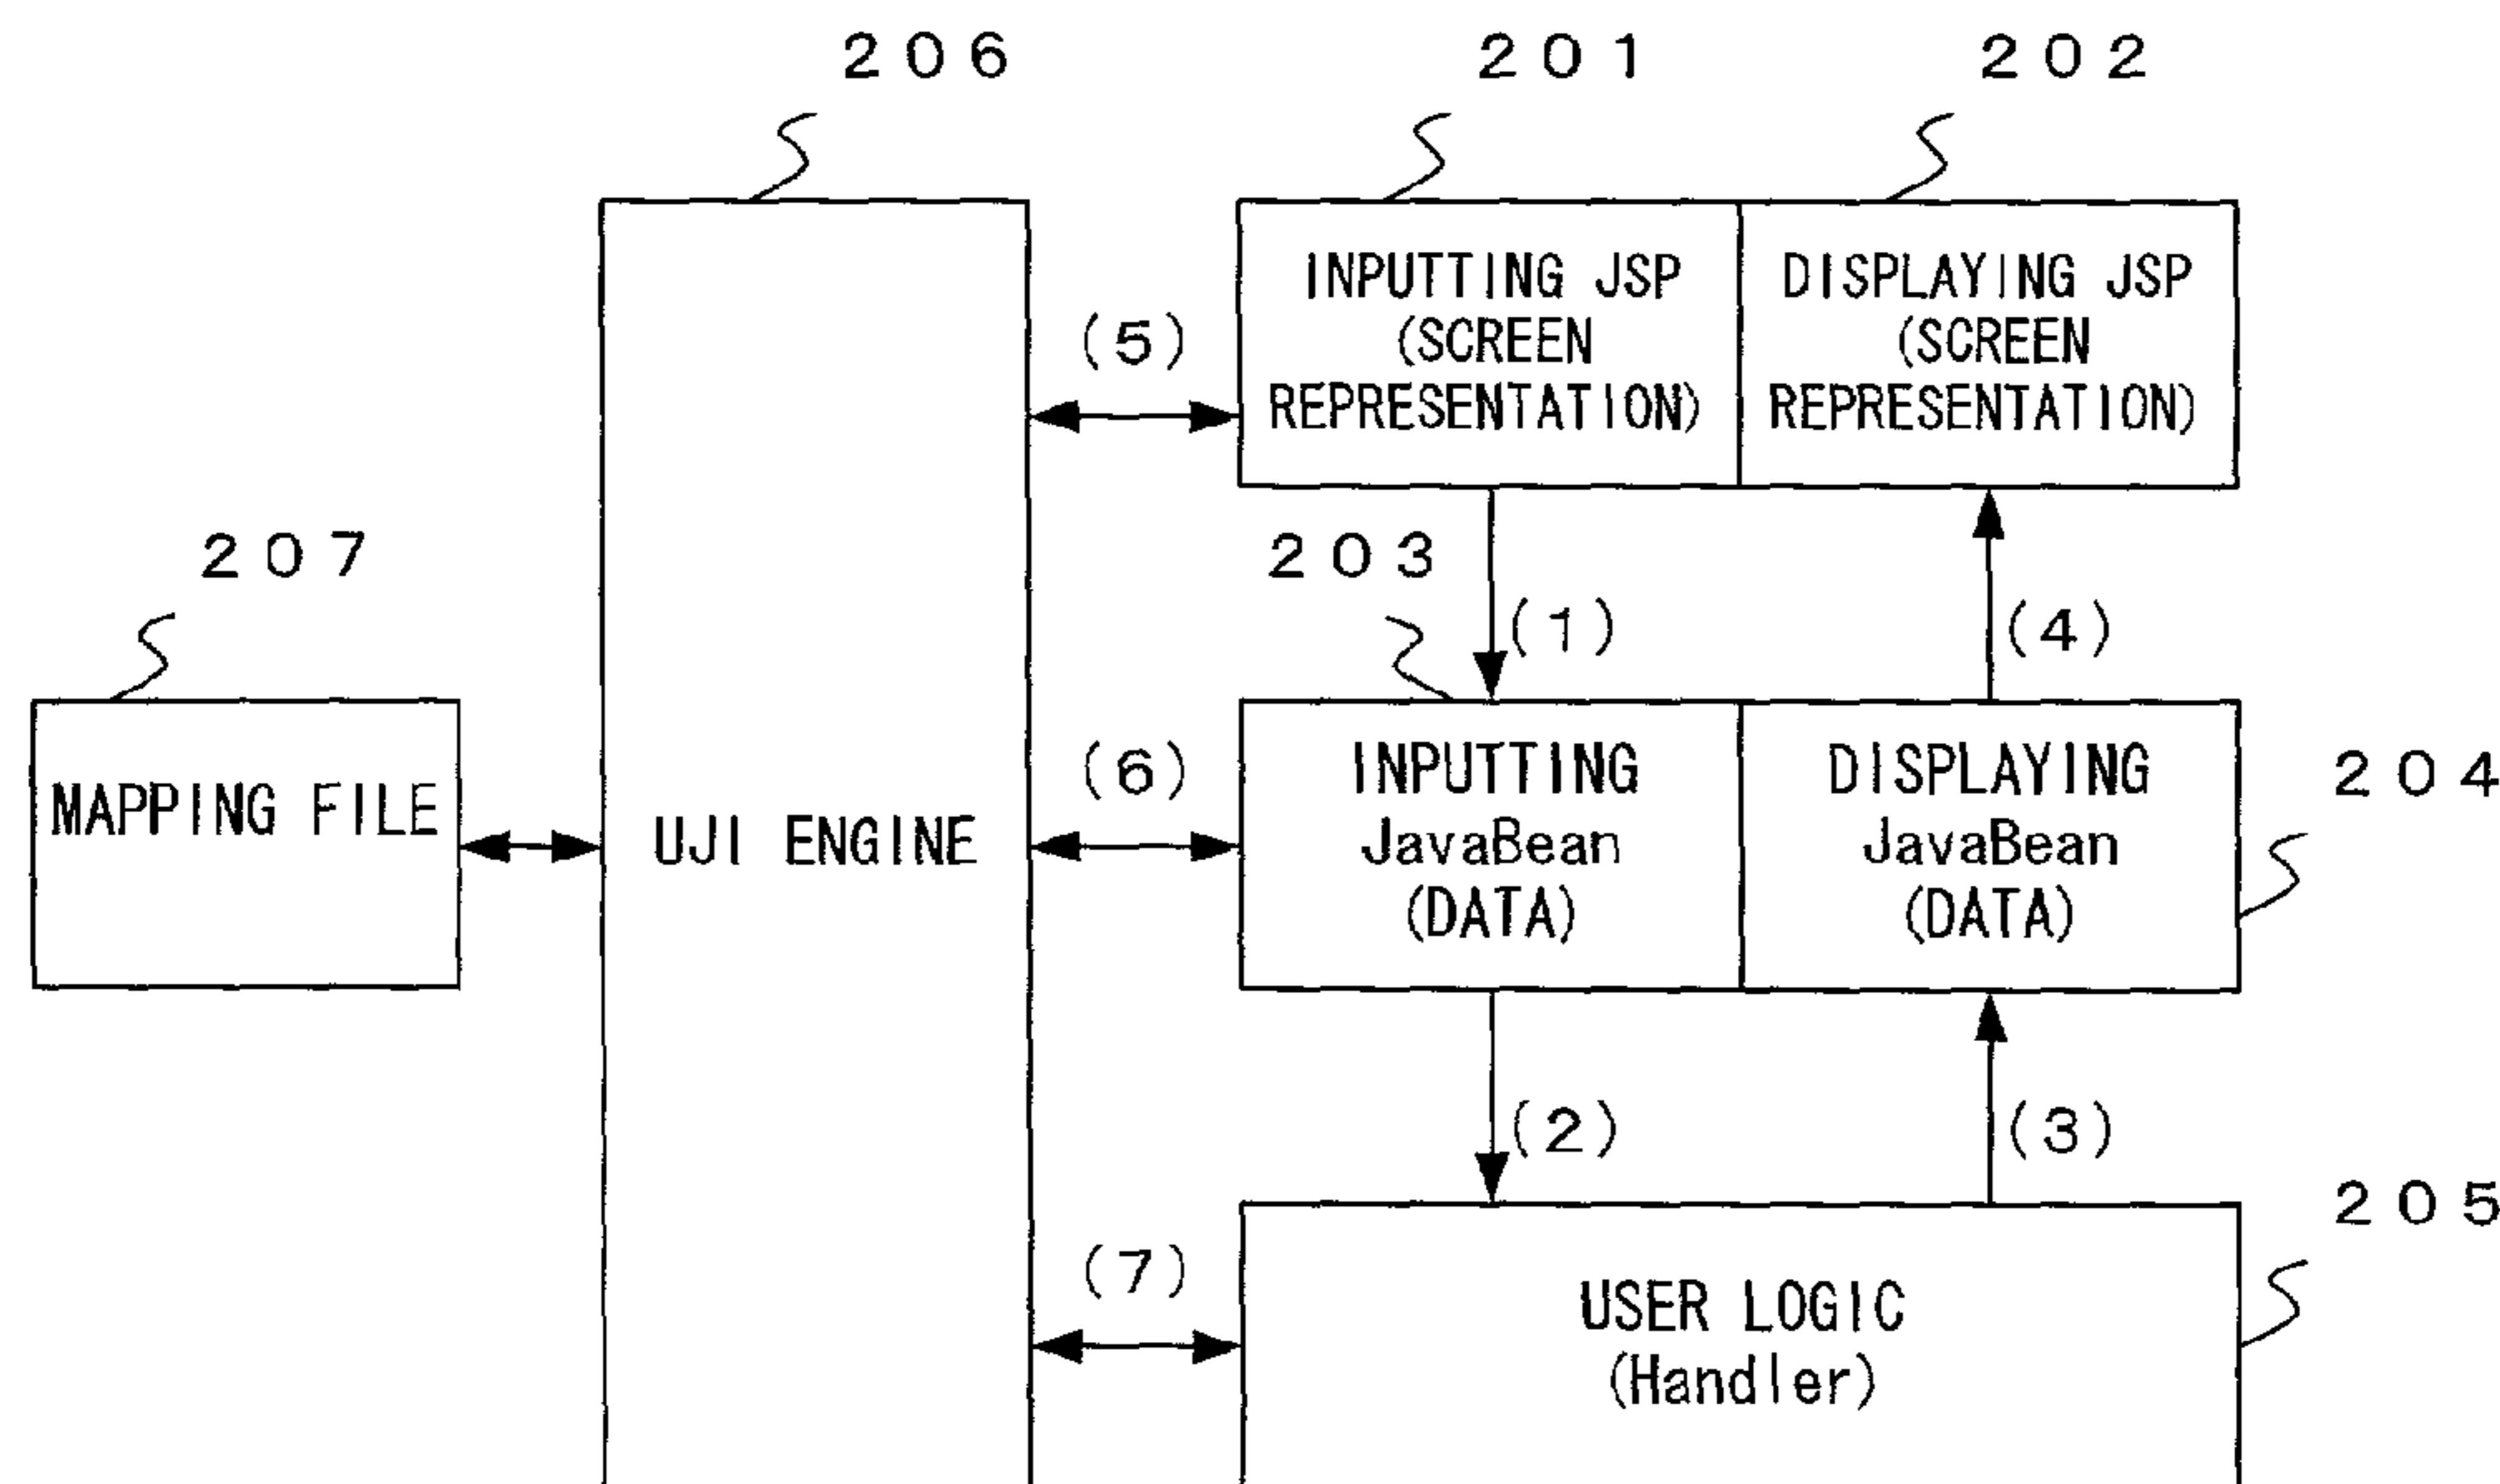 206
201
202
INPUTTING JSP
(SCREEN
REPRESENTATION)
DISPLAYING JSP
(SCREEN
REPRESENTATION)
(5)
207
203
(1)
(4)
MAPPING FILE
UJI ENGINE
(6)
INPUTTING
JavaBean
(DATA)
DISPLAYING
JavaBean
(DATA)
204
(2)
(3)
205
(7)
USER LOGIC
(Handler)